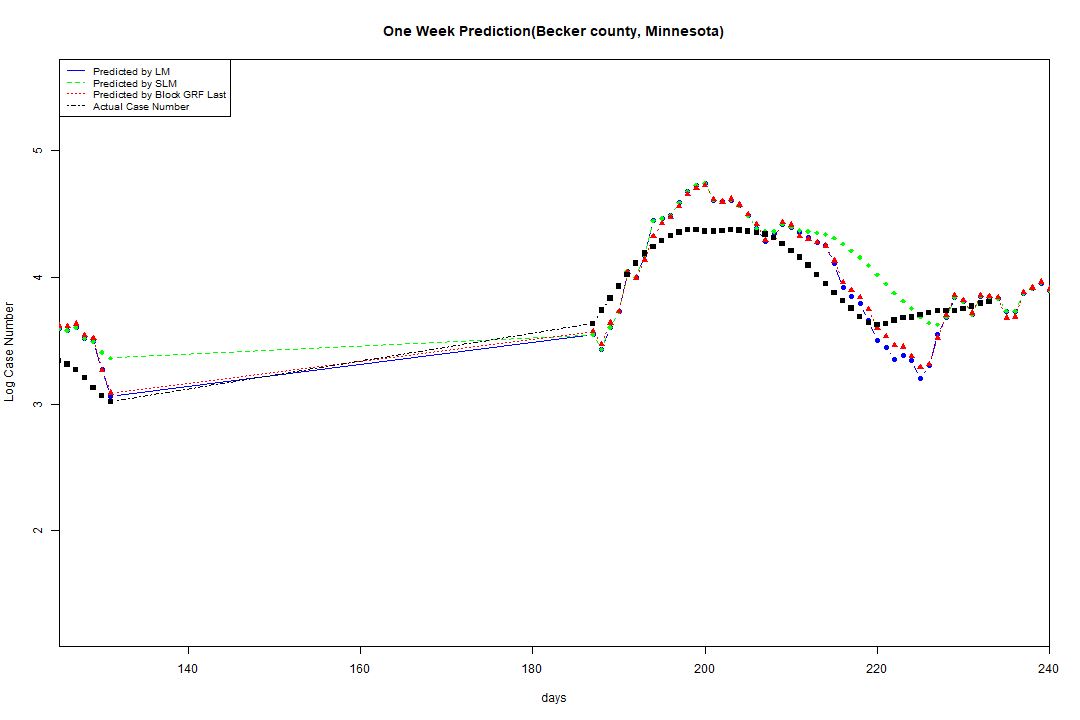 One Week Prediction(Becker county, Minnesota)
Predicted by LM
Predicted by SLM
Predicted by Block GRF Last
Actual Case Number
5
4
3
2
Log Case Number
140 160 180 200 220 240
days